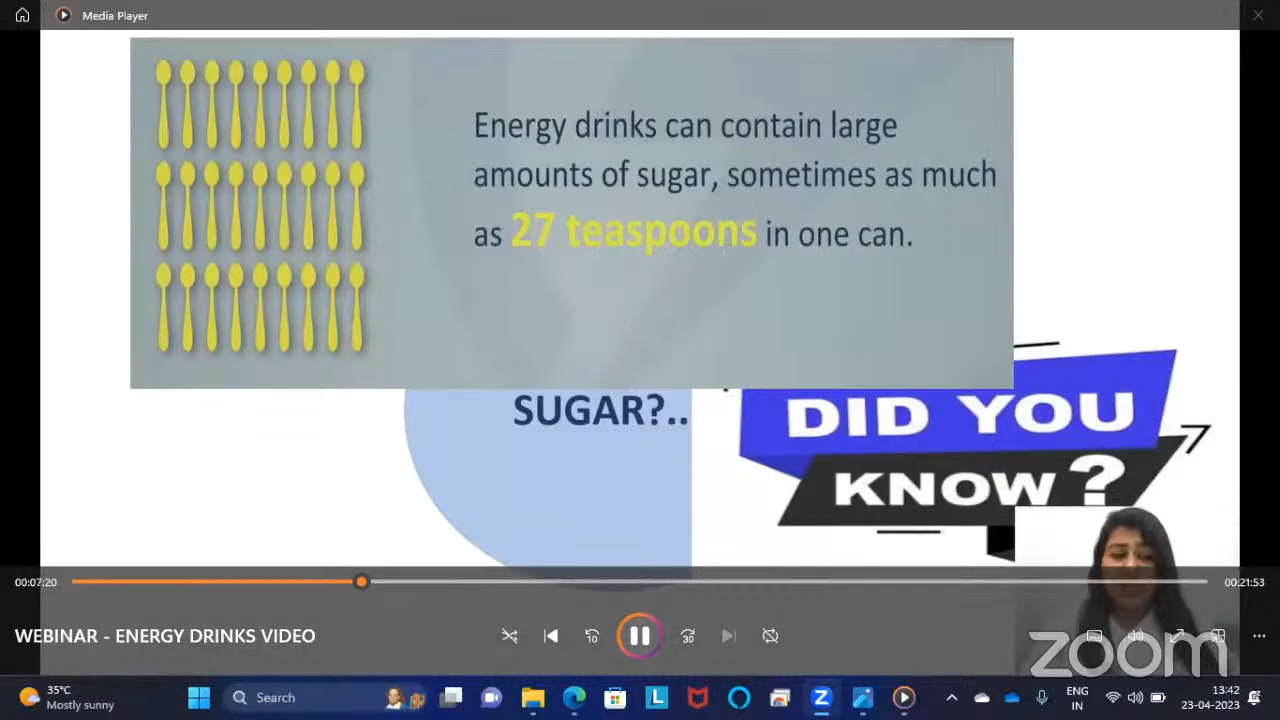 Media Player
Energy drinks can contain large
amounts of sugar, sometimes as much
as 27 teaspoons in one can.
SUGAR?..
DID YOU
KNOW?
00:07:20
00:21:53
WEBINAR - ENERGY DRINKS VIDEO
10
30
zoom
35°C
Mostly sunny
Search
L
Z
ENG
IN
13:42
23-04-2023